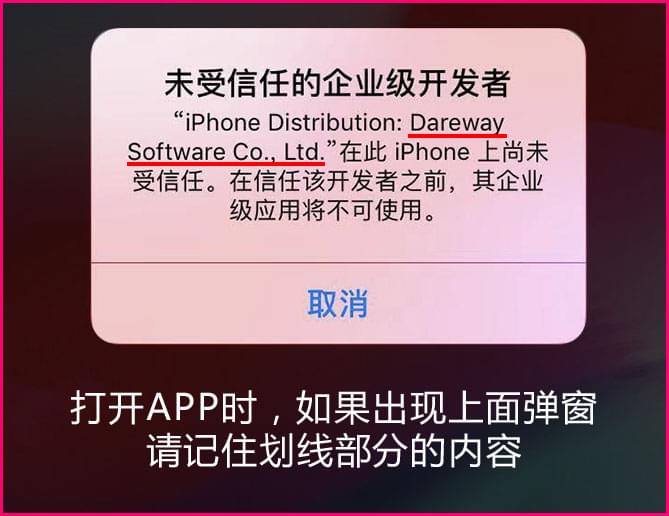 未受信任的企业级开发者
“iPhone Distribution: Dareway
Software Co., Ltd.”在此 iPhone 上尚未
受信任。在信任该开发者之前，其企业
级应用将不可使用。
取消
打开APP时，如果出现上面弹窗
请记住划线部分的内容